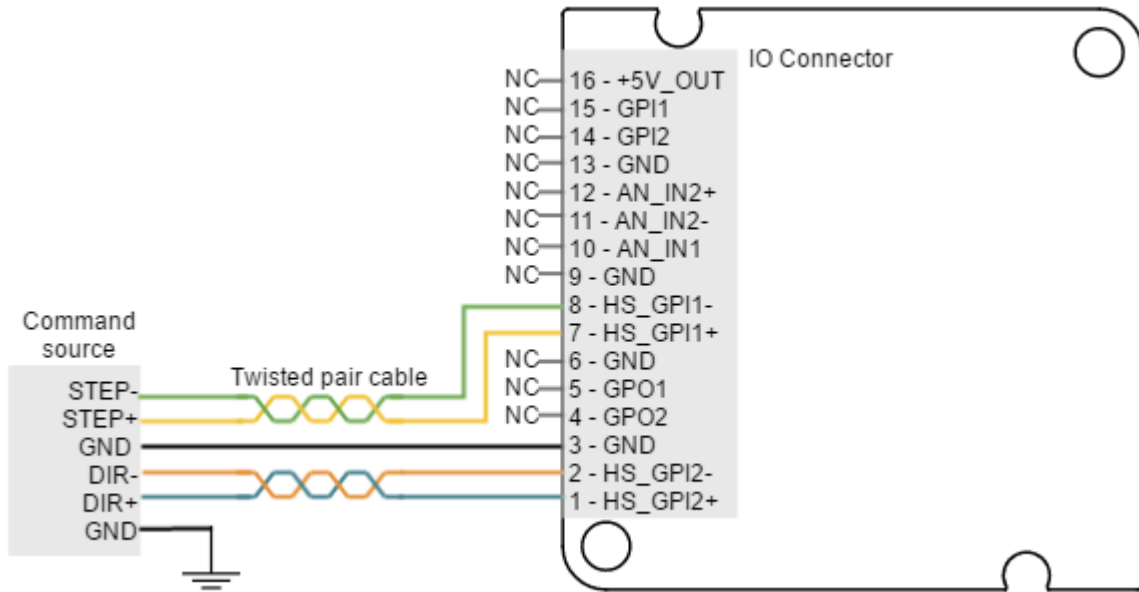 IO Connector
NC 16 - +5V_OUT
NC 15 - GPI1
NC 14 - GPI2
NC 13 - GND
NC 12 - AN_IN2+
NC 11 - AN_IN2-
NC 10 - AN_IN1
NC 9 - GND
8 - HS_GPI1-
7 - HS_GPI1+
NC 6 - GND
NC 5 - GPO1
NC 4 - GPO2
3 - GND
2 - HS_GPI2-
1 - HS_GPI2+
Command
source
STEP-
STEP+
GND
DIR-
DIR+
GND
Twisted pair cable